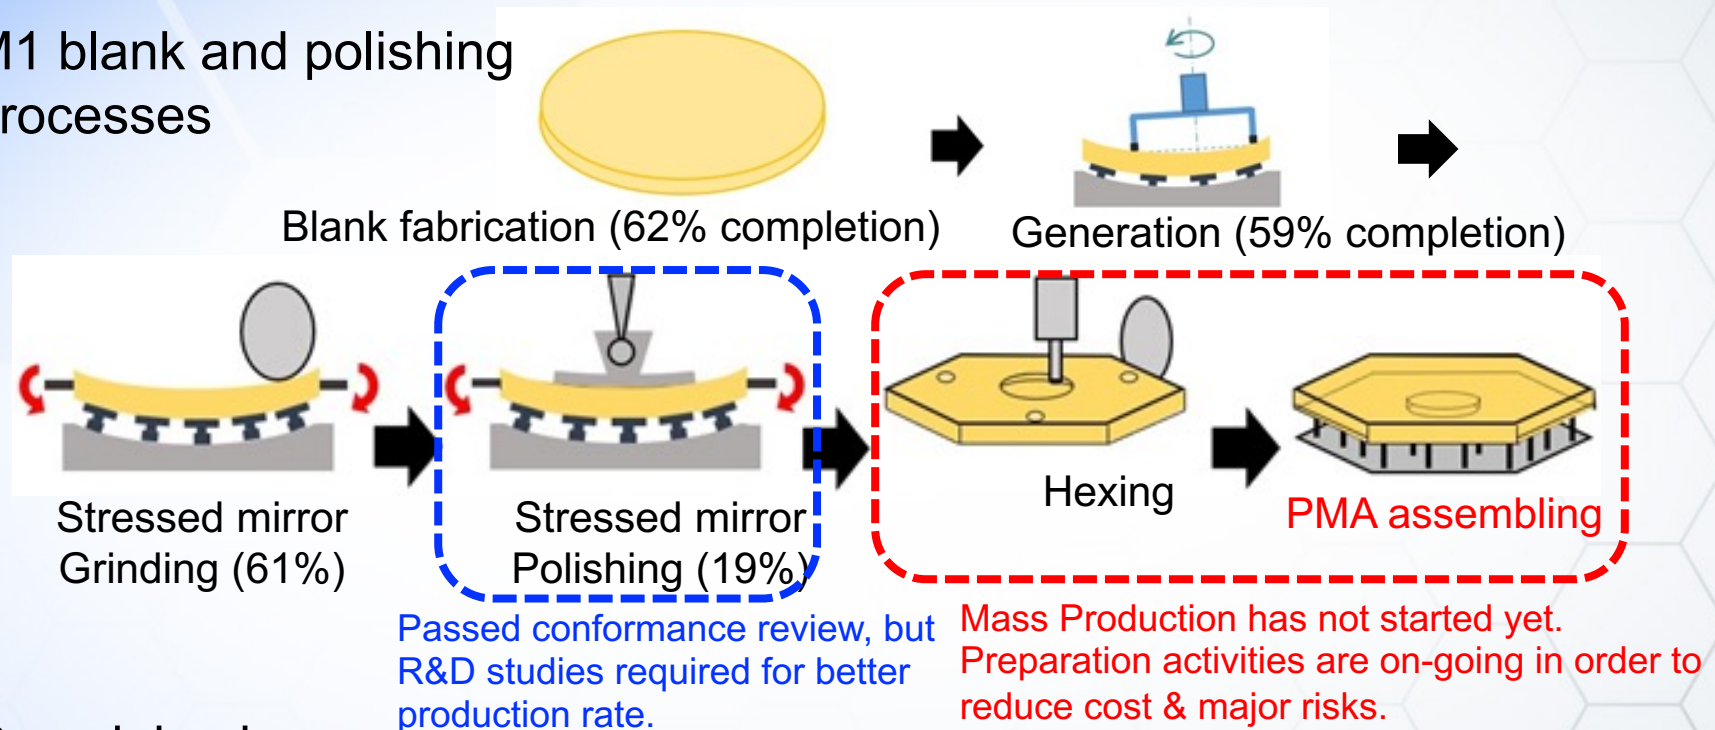 M1 blank and polishing
rocesses
Blank fabrication (62% completion)
Generation (59% completion)
Stressed mirror
Grinding (61%)
Stressed mirror
Polishing (19%)
Hexing
PMA assembling
Passed conformance review, but
R&D studies required for better
production rate.
Mass Production has not started yet.
Preparation activities are on-going in order to
reduce cost & major risks.